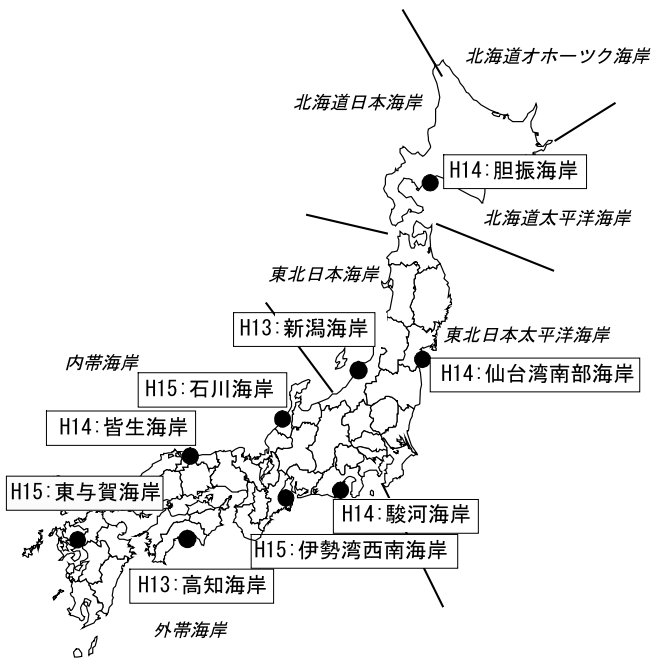 北海道オホーツク海岸
北海道日本海岸
H14：胆振海岸
北海道太平洋海岸
東北日本海岸
H13：新潟海岸
東北日本太平洋海岸
内帯海岸
H14：仙台湾南部海岸
H15：石川海岸
H14：皆生海岸
H15：東与賀海岸
H14：駿河海岸
H15：伊勢湾西南海岸
H13：高知海岸
外帯海岸